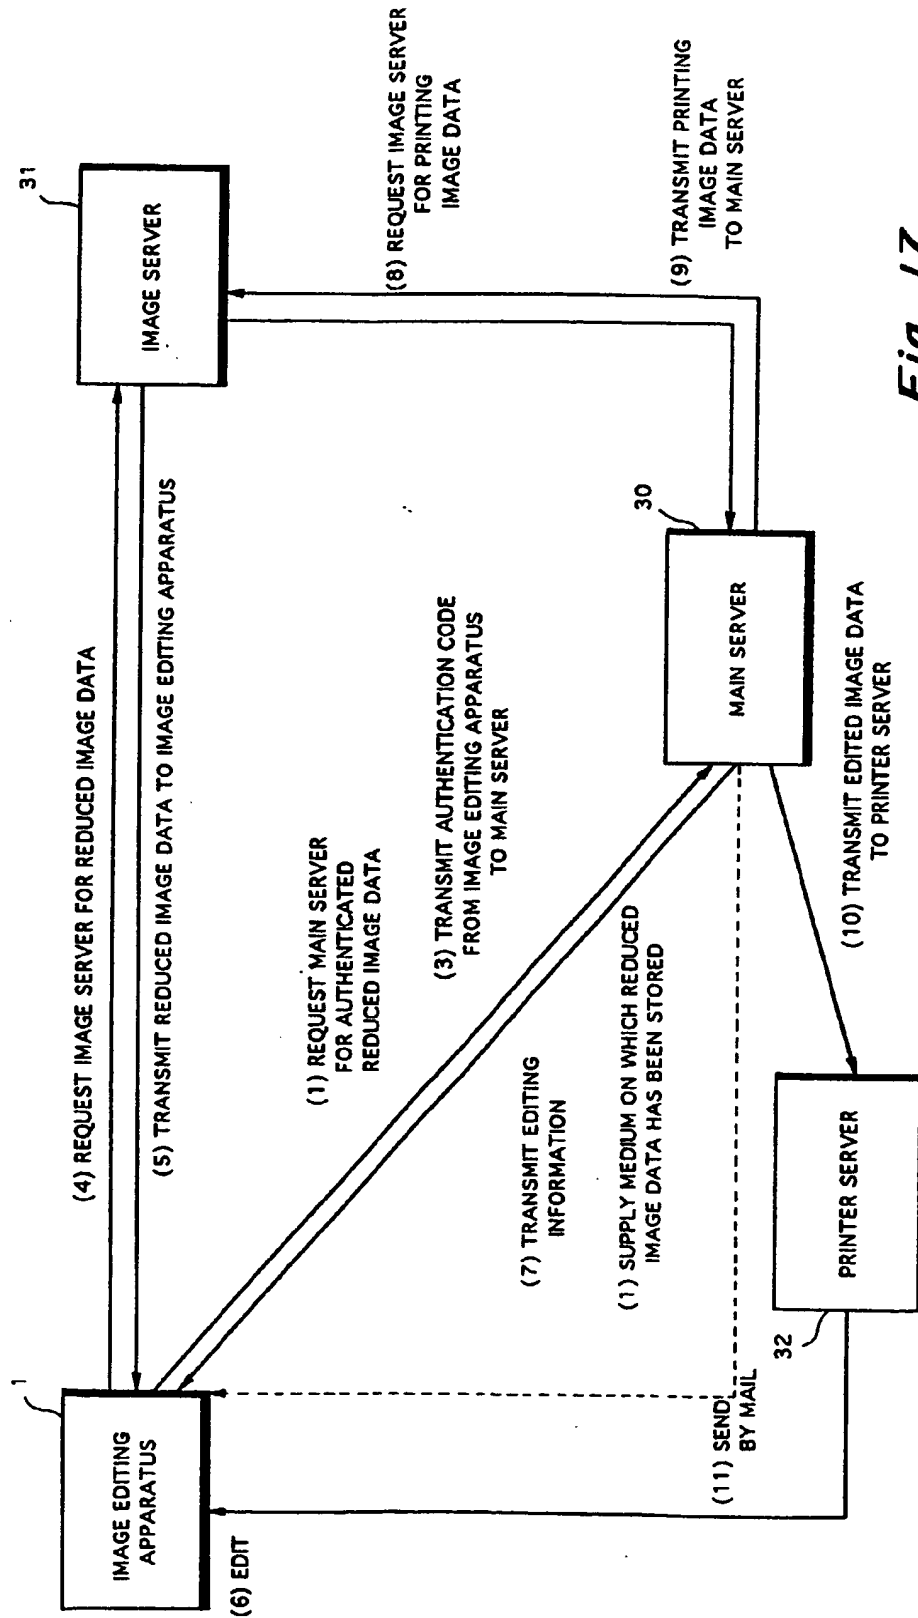 1
IMAGE EDITING
APPARATUS
(6) EDIT
(4) REQUEST IMAGE SERVER FOR REDUCED IMAGE DATA
(5) TRANSMIT REDUCED IMAGE DATA TO IMAGE EDITING APPARATUS
31
IMAGE SERVER
(1) REQUEST MAIN SERVER
FOR AUTHENTICATED
REDUCED IMAGE DATA
(3) TRANSMIT AUTHENTICATION CODE
FROM IMAGE EDITING APPARATUS
TO MAIN SERVER
(8) REQUEST IMAGE SERVER
FOR PRINTING
IMAGE DATA
(7) TRANSMIT EDITING
INFORMATION
(1) SUPPLY MEDIUM ON WHICH REDUCED
IMAGE DATA HAS BEEN STORED
30
MAIN SERVER
(9) TRANSMIT PRINTING
IMAGE DATA
TO MAIN SERVER
(11) SEND
BY MAIL
32
PRINTER SERVER
(10) TRANSMIT EDITED IMAGE DATA
TO PRINTER SERVER
Fig. 17